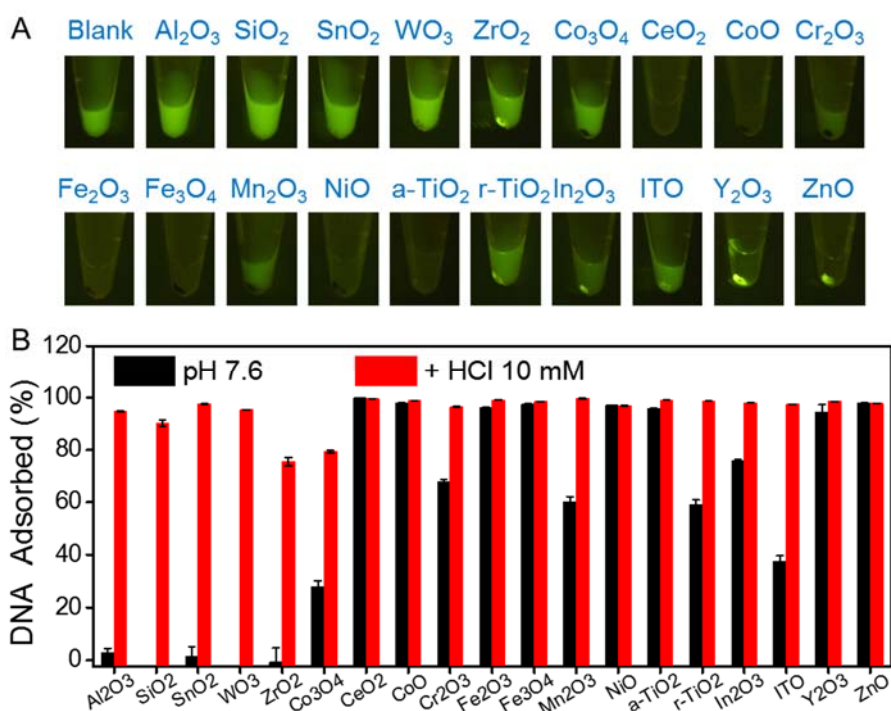 A
Blank Al₂O₃ SiO₂ SnO₂ WO₃ ZrO₂ Co₃O₄ CeO₂ CoO Cr₂O₃
Fe₂O₃ Fe₃O₄ Mn₂O₃ NiO a-TiO₂ r-TiO₂ In₂O₃ ITO Y₂O₃ ZnO
B
120
pH 7.6 + HCl 10 mM
100
80
60
40
20
0
DNA Adsorbed (%)
Al2O3 SiO2 SnO2 WO3 ZrO2 Co3O4 CeO2 CoO Cr2O3 Fe2O3 Fe3O4 Mn2O3 NiO a-TiO2 r-TiO2 In2O3 ITO Y2O3 ZnO